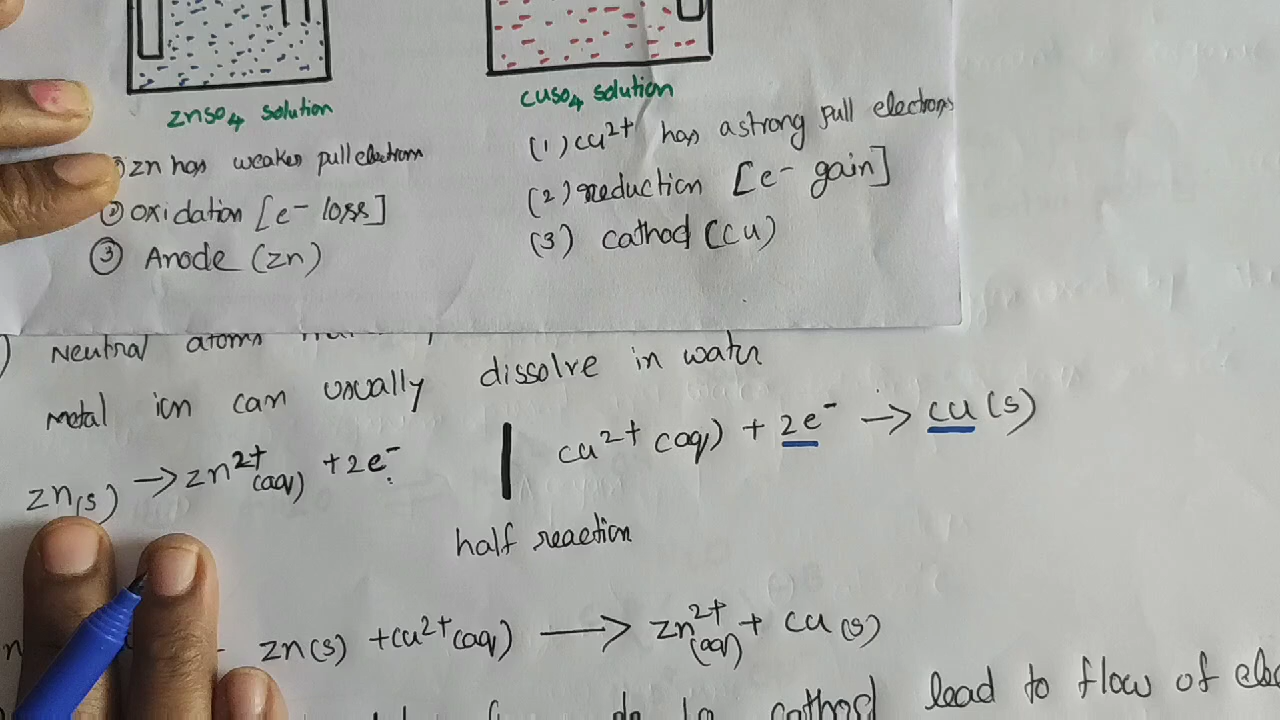 znso4 solution
cuso4 solution
zn has weaker pull electrons
② oxidation [e- loss]
③ Anode (zn)
(1) cu²⁺ has a strong pull electrons
(2) reduction [e- gain]
(3) cathod (cu)
Neutral atoms
metal ion can usually dissolve in water
zn(s) → zn²⁺(aq) + 2e⁻ | cu²⁺ (aq) + 2e⁻ → cu (s)
half reaction
zn(s) + cu²⁺ (aq) → zn²⁺(aq) + cu (s)
cathod lead to flow of